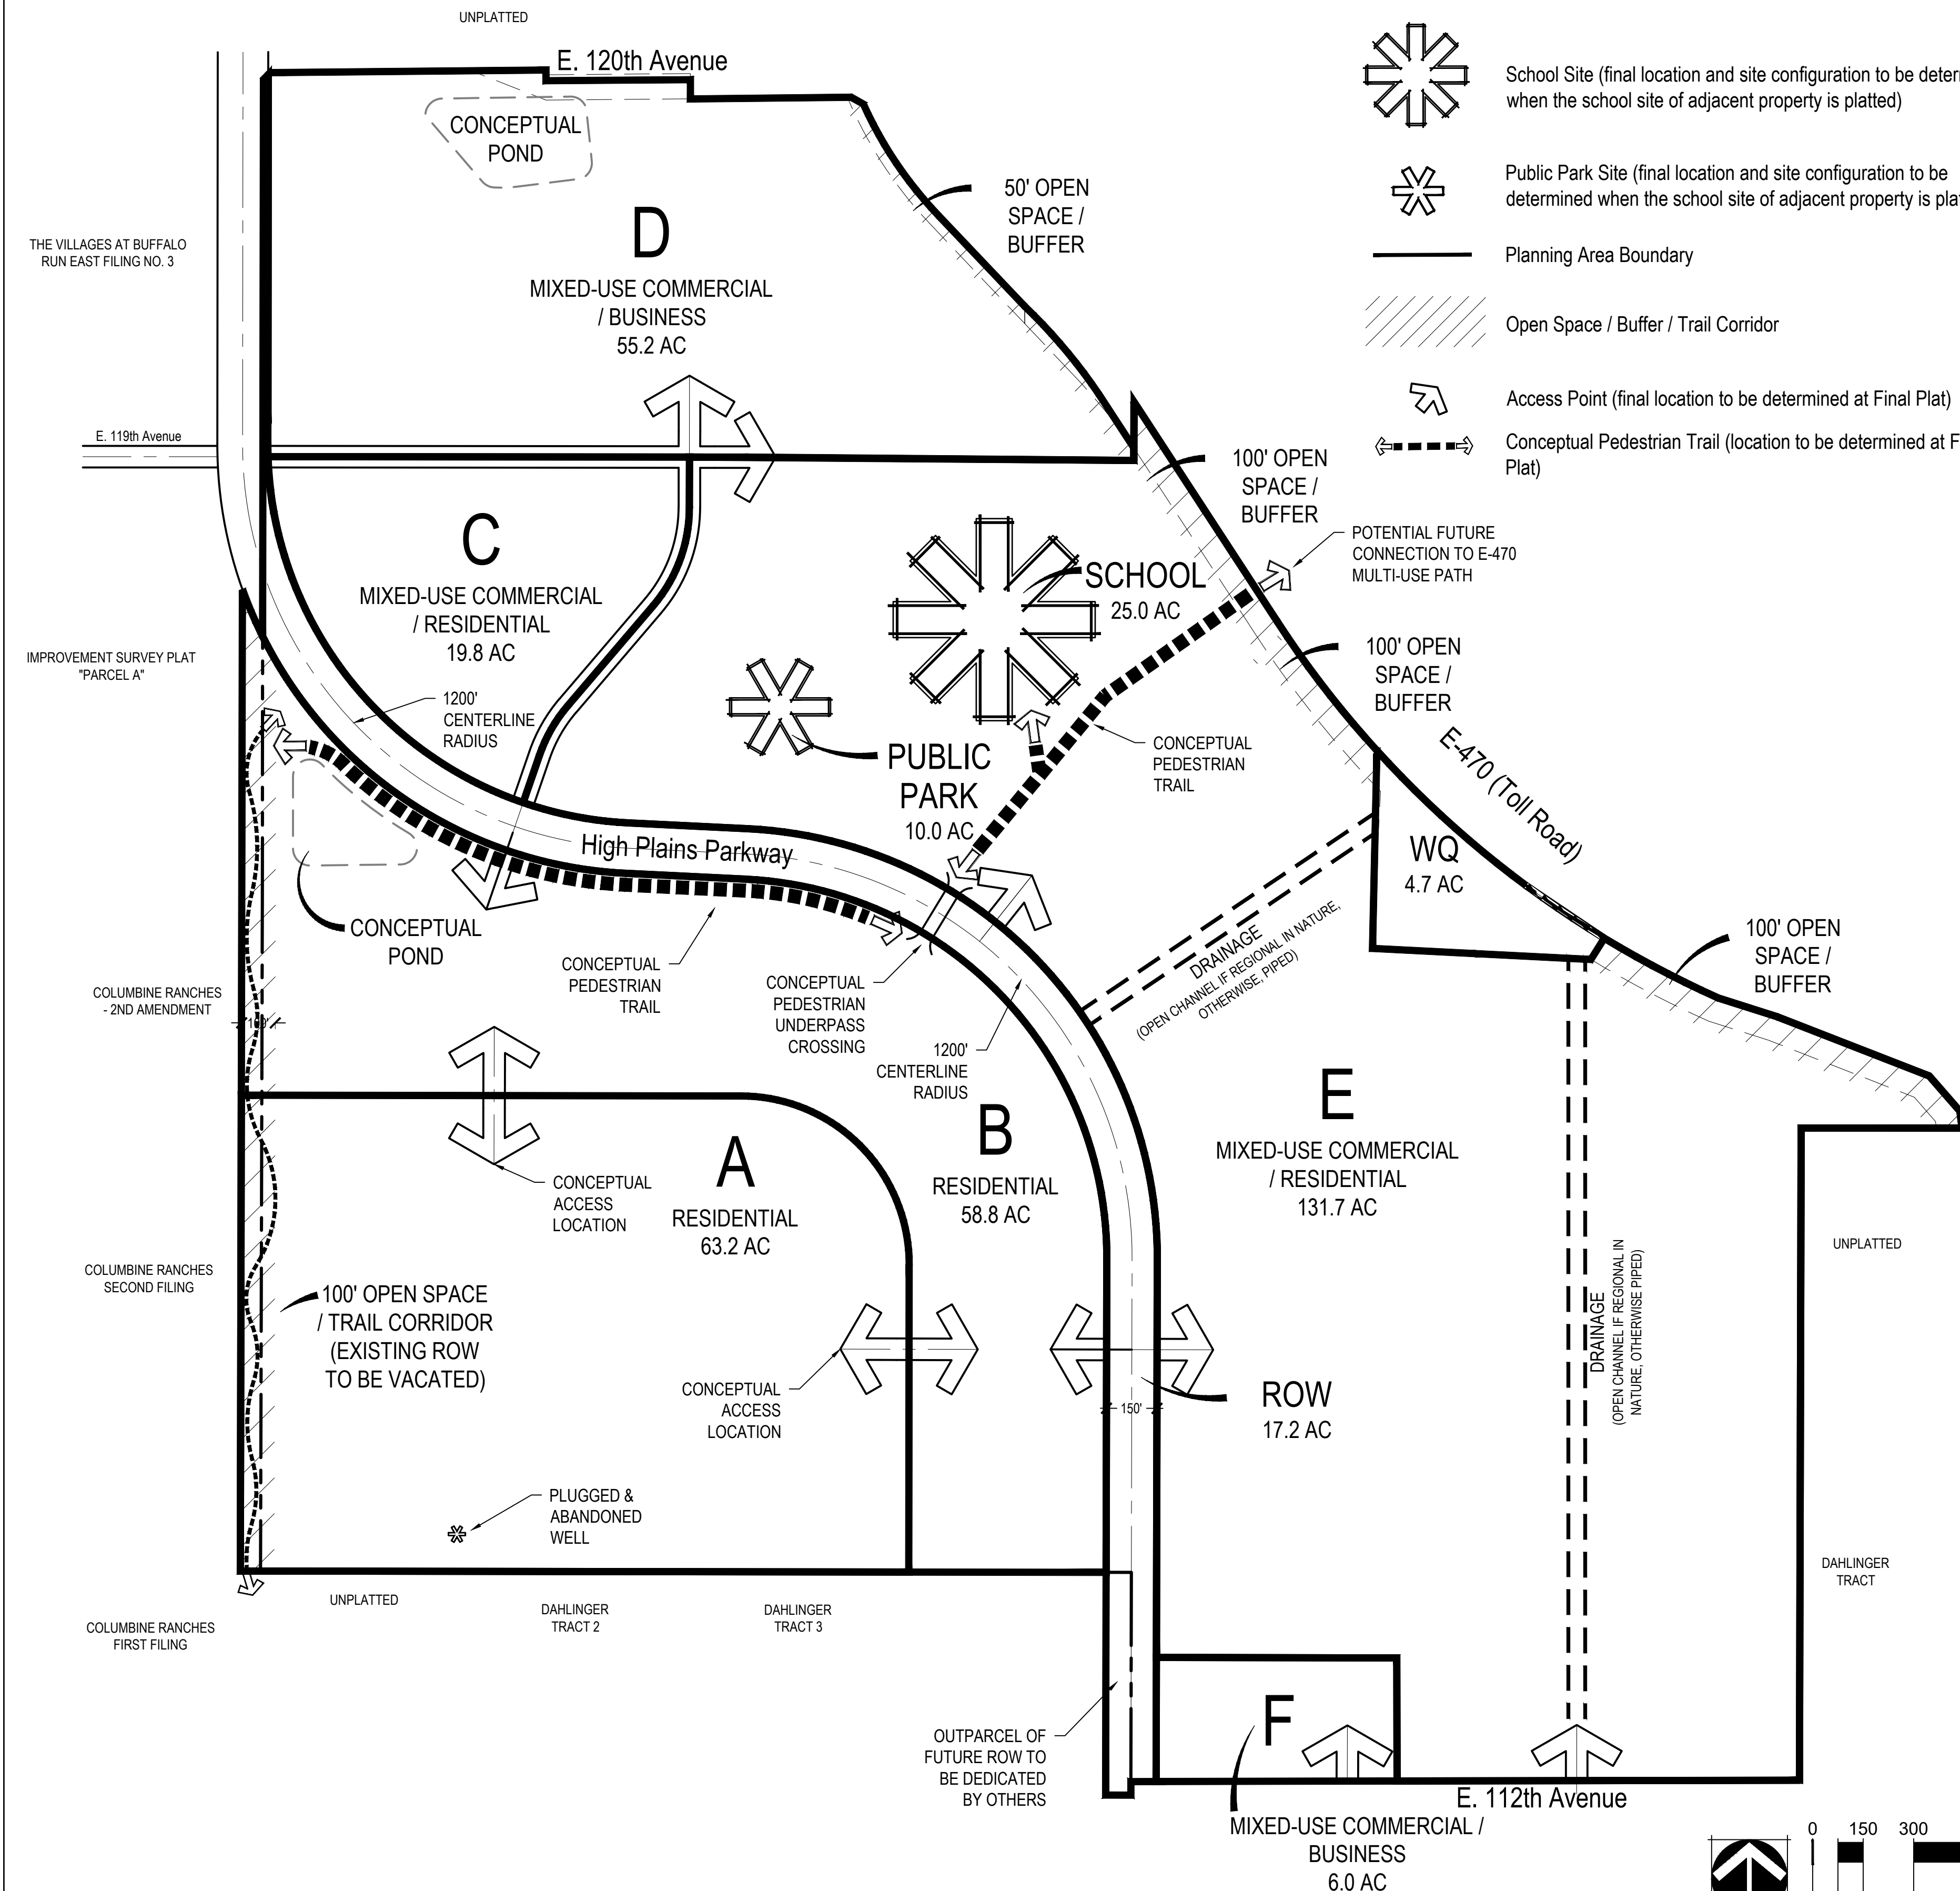 UNPLATTED
E. 120th Avenue
CONCEPTUAL
POND
D
MIXED-USE COMMERCIAL
/ BUSINESS
55.2 AC
50' OPEN
SPACE /
BUFFER
THE VILLAGES AT BUFFALO
RUN EAST FILING NO. 3
E. 119th Avenue
School Site (final location and site configuration to be deter
when the school site of adjacent property is platted)
Public Park Site (final location and site configuration to be
determined when the school site of adjacent property is pla
Planning Area Boundary
Open Space / Buffer / Trail Corridor
Access Point (final location to be determined at Final Plat)
Conceptual Pedestrian Trail (location to be determined at F
Plat)
100' OPEN
SPACE /
BUFFER
POTENTIAL FUTURE
CONNECTION TO E-470
MULTI-USE PATH
C
MIXED-USE COMMERCIAL
/ RESIDENTIAL
19.8 AC
1200'
CENTERLINE
RADIUS
SCHOOL
25.0 AC
IMPROVEMENT SURVEY PLAT
"PARCEL A"
100' OPEN
SPACE /
BUFFER
PUBLIC
PARK
10.0 AC
CONCEPTUAL
PEDESTRIAN
TRAIL
E-470 (Toll Road)
High Plains Parkway
WQ
4.7 AC
CONCEPTUAL
POND
100' OPEN
SPACE /
BUFFER
DRAINAGE
(OPEN CHANNEL IF REGIONAL IN NATURE,
OTHERWISE, PIPED)
CONCEPTUAL
PEDESTRIAN
TRAIL
CONCEPTUAL
PEDESTRIAN
UNDERPASS
CROSSING
COLUMBINE RANCHES
- 2ND AMENDMENT
100'
1200'
CENTERLINE
RADIUS
E
MIXED-USE COMMERCIAL
/ RESIDENTIAL
131.7 AC
B
RESIDENTIAL
58.8 AC
A
RESIDENTIAL
63.2 AC
CONCEPTUAL
ACCESS
LOCATION
UNPLATTED
COLUMBINE RANCHES
SECOND FILING
100' OPEN SPACE
/ TRAIL CORRIDOR
(EXISTING ROW
TO BE VACATED)
DRAINAGE
(OPEN CHANNEL IF REGIONAL IN
NATURE, OTHERWISE PIPED)
CONCEPTUAL
ACCESS
LOCATION
ROW
17.2 AC
150'
PLUGGED &
ABANDONED
WELL
DAHLINGER
TRACT
UNPLATTED
DAHLINGER
TRACT 2
DAHLINGER
TRACT 3
COLUMBINE RANCHES
FIRST FILING
F
OUTPARCEL OF
FUTURE ROW TO
BE DEDICATED
BY OTHERS
E. 112th Avenue
MIXED-USE COMMERCIAL /
BUSINESS
6.0 AC
0 150 300